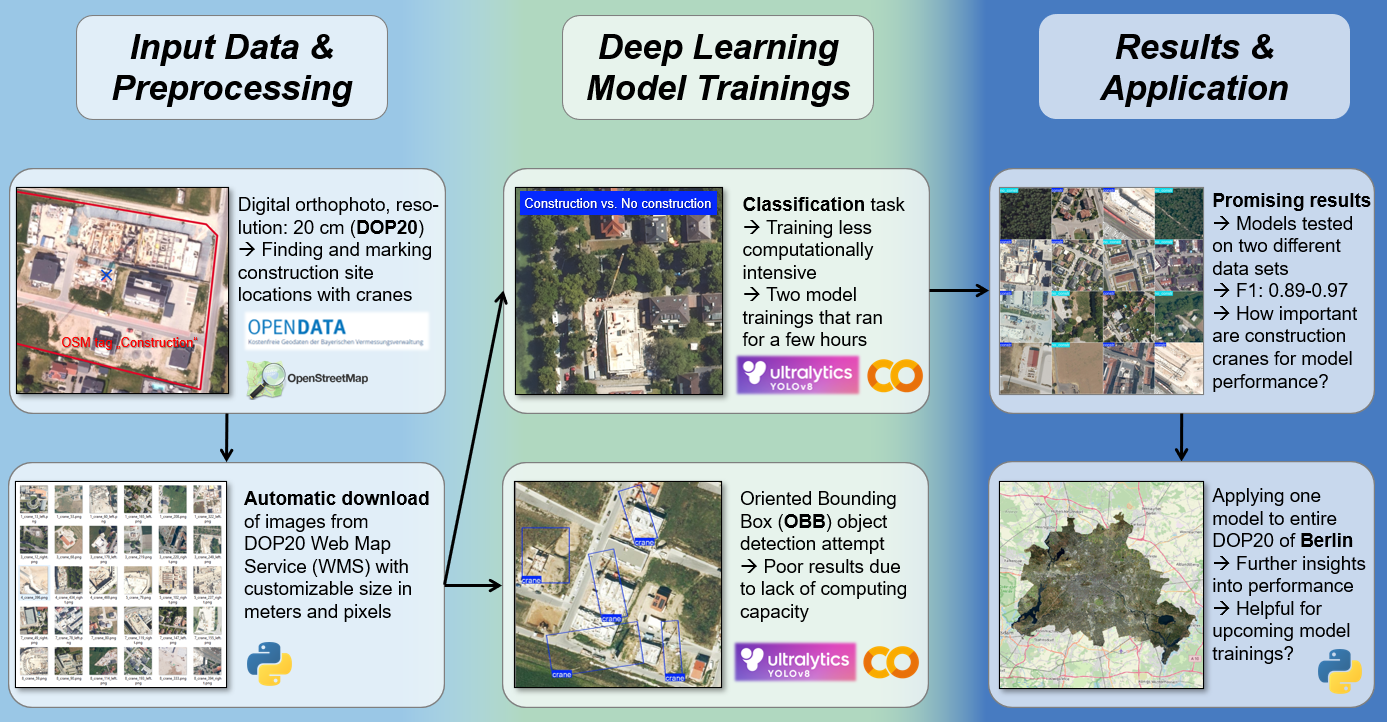 Input Data &
Preprocessing
Deep Learning
Model Trainings
Results &
Application
OSM tag „Construction“
Digital orthophoto, reso-
lution: 20 cm (DOP20)
→ Finding and marking
construction site
locations with cranes
OPENDATA
Kostenfreie Geodaten der Bayerischen Vermessungsverwaltung
OpenStreetMap
Automatic download
of images from
DOP20 Web Map
Service (WMS) with
customizable size in
meters and pixels
Construction vs. No construction
Classification task
→ Training less
computationally
intensive
→ Two model
trainings that ran
for a few hours
ultralytics
YOLOv8
crane
crane
crane
crane
crane
Oriented Bounding
Box (OBB) object
detection attempt
→ Poor results due
to lack of computing
capacity
ultralytics
YOLOv8
Promising results
→ Models tested
on two different
data sets
→ F1: 0.89-0.97
→ How important
are construction
cranes for model
performance?
Applying one
model to entire
DOP20 of Berlin
→ Further insights
into performance
→ Helpful for
upcoming model
trainings?